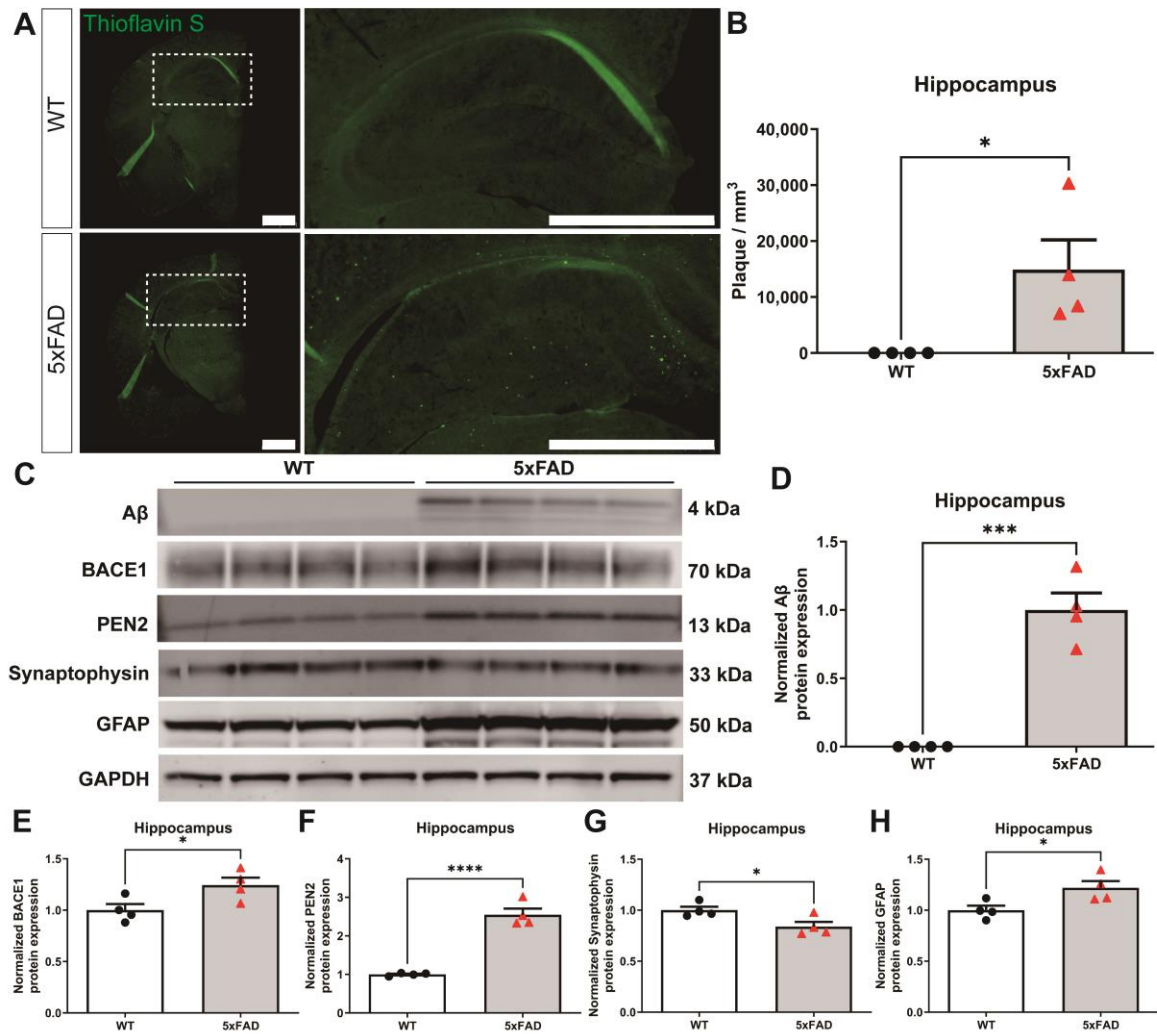 A
Thioflavin S
WT
5xFAD
B
Hippocampus
*
Plaque / mm³
40,000
30,000
20,000
10,000
0
WT
5xFAD
C
WT
5xFAD
Aβ
4 kDa
BACE1
70 kDa
PEN2
13 kDa
Synaptophysin
33 kDa
GFAP
50 kDa
GAPDH
37 kDa
D
Hippocampus
***
Normalized Aβ
protein expression
1.5
1.0
0.5
0.0
WT
5xFAD
E
Hippocampus
*
Normalized BACE1
protein expression
1.5
1.0
0.5
0.0
WT
5xFAD
F
Hippocampus
****
Normalized PEN2
protein expression
4
3
2
1
0
WT
5xFAD
G
Hippocampus
*
Normalized Synaptophysin
protein expression
1.5
1.0
0.5
0.0
WT
5xFAD
H
Hippocampus
*
Normalized GFAP
protein expression
1.5
1.0
0.5
0.0
WT
5xFAD